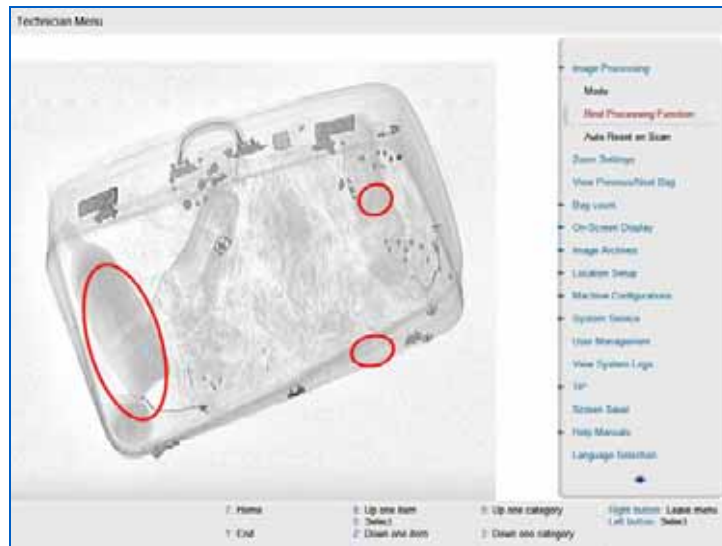 Technician Menu
Image Processing
Mode
Bind Processing Function
Auto Reset on Scan
Zoom Settings
View Previous/Next Bag
Bag count
On-Screen Display
Image Archives
Location Setup
Machine Configurations
System Service
User Management
View System Logs
TIP
Screen Saver
Help Manuals
Language Selection
7: Home 8: Up one item 9: Up one category Right button: Leave menu
5: Select Left button: Select
1: End 2: Down one item 3: Down one category